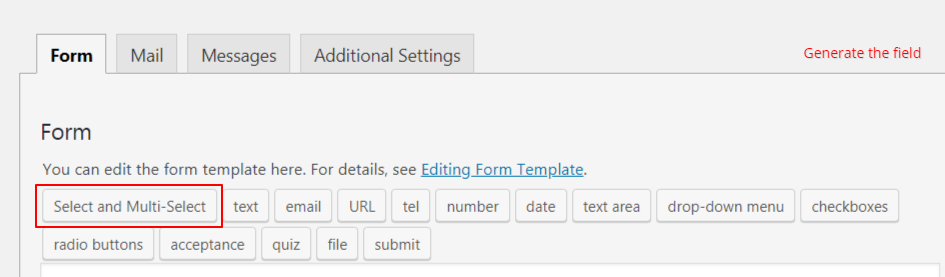 Form Mail Messages Additional Settings Generate the field
Form
You can edit the form template here. For details, see Editing Form Template.
Select and Multi-Select text email URL tel number date text area drop-down menu checkboxes
radio buttons acceptance quiz file submit